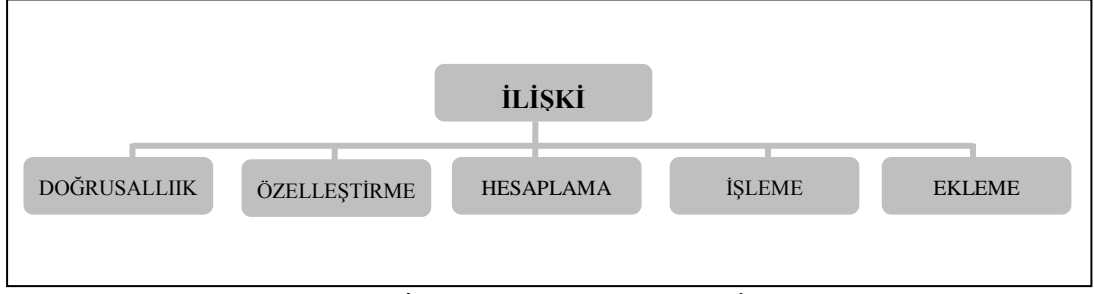 İLİŞKİ
DOĞRUSALLIIK
ÖZELLEŞTİRME
HESAPLAMA
İŞLEME
EKLEME